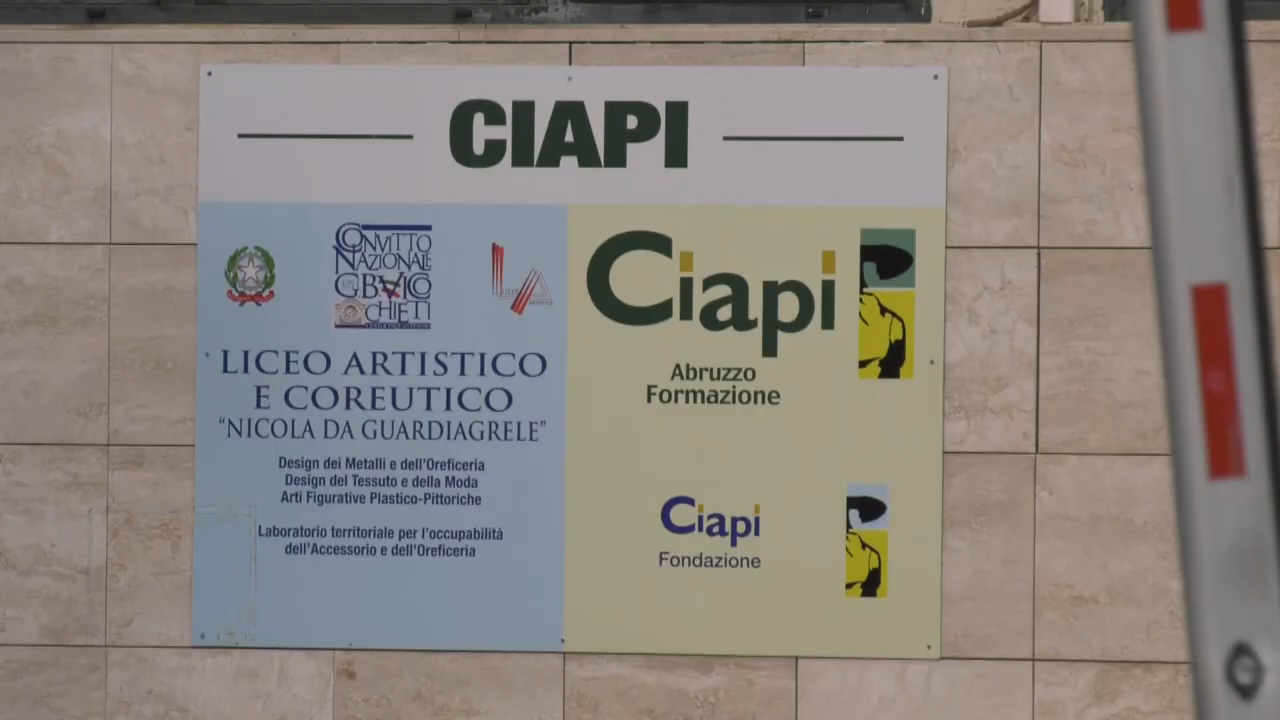 CIAPI
CONVITTO
NAZIONALE
G.B.VICO
CHIETI
LICEO ARTISTICO
E COREUTICO
“NICOLA DA GUARDIAGRELE”
Design dei Metalli e dell'Oreficeria
Design del Tessuto e della Moda
Arti Figurative Plastico-Pittoriche
Laboratorio territoriale per l'occupabilità
dell'Accessorio e dell'Oreficeria
Ciapi
Abruzzo
Formazione
Ciapi
Fondazione